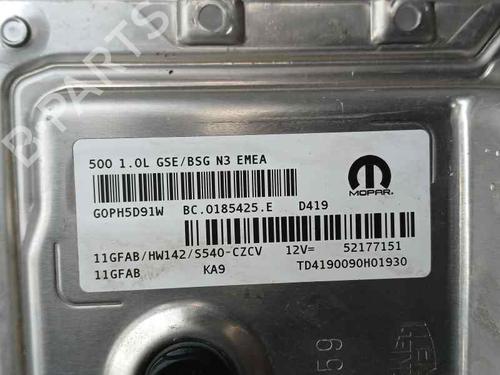 B-PARTS
500 1.0L GSE/BSG N3 EMEA
GOPH5D91W BC.0185425.E D419
MOPAR
11GFAB/HW142/S540-CZCV 12V= 52177151
11GFAB KA9 TD4190090H01930
59